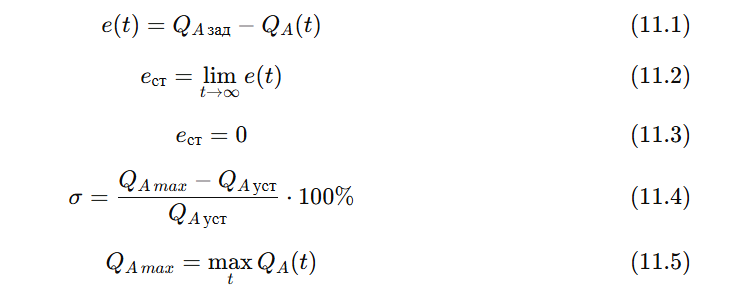 e(t) = Q_{A зад} − Q_A(t) (11.1)
e_{ст} = lim_{t→∞} e(t) (11.2)
e_{ст} = 0 (11.3)
σ = \frac{Q_{A max} − Q_{A уст}}{Q_{A уст}} · 100% (11.4)
Q_{A max} = max_t Q_A(t) (11.5)